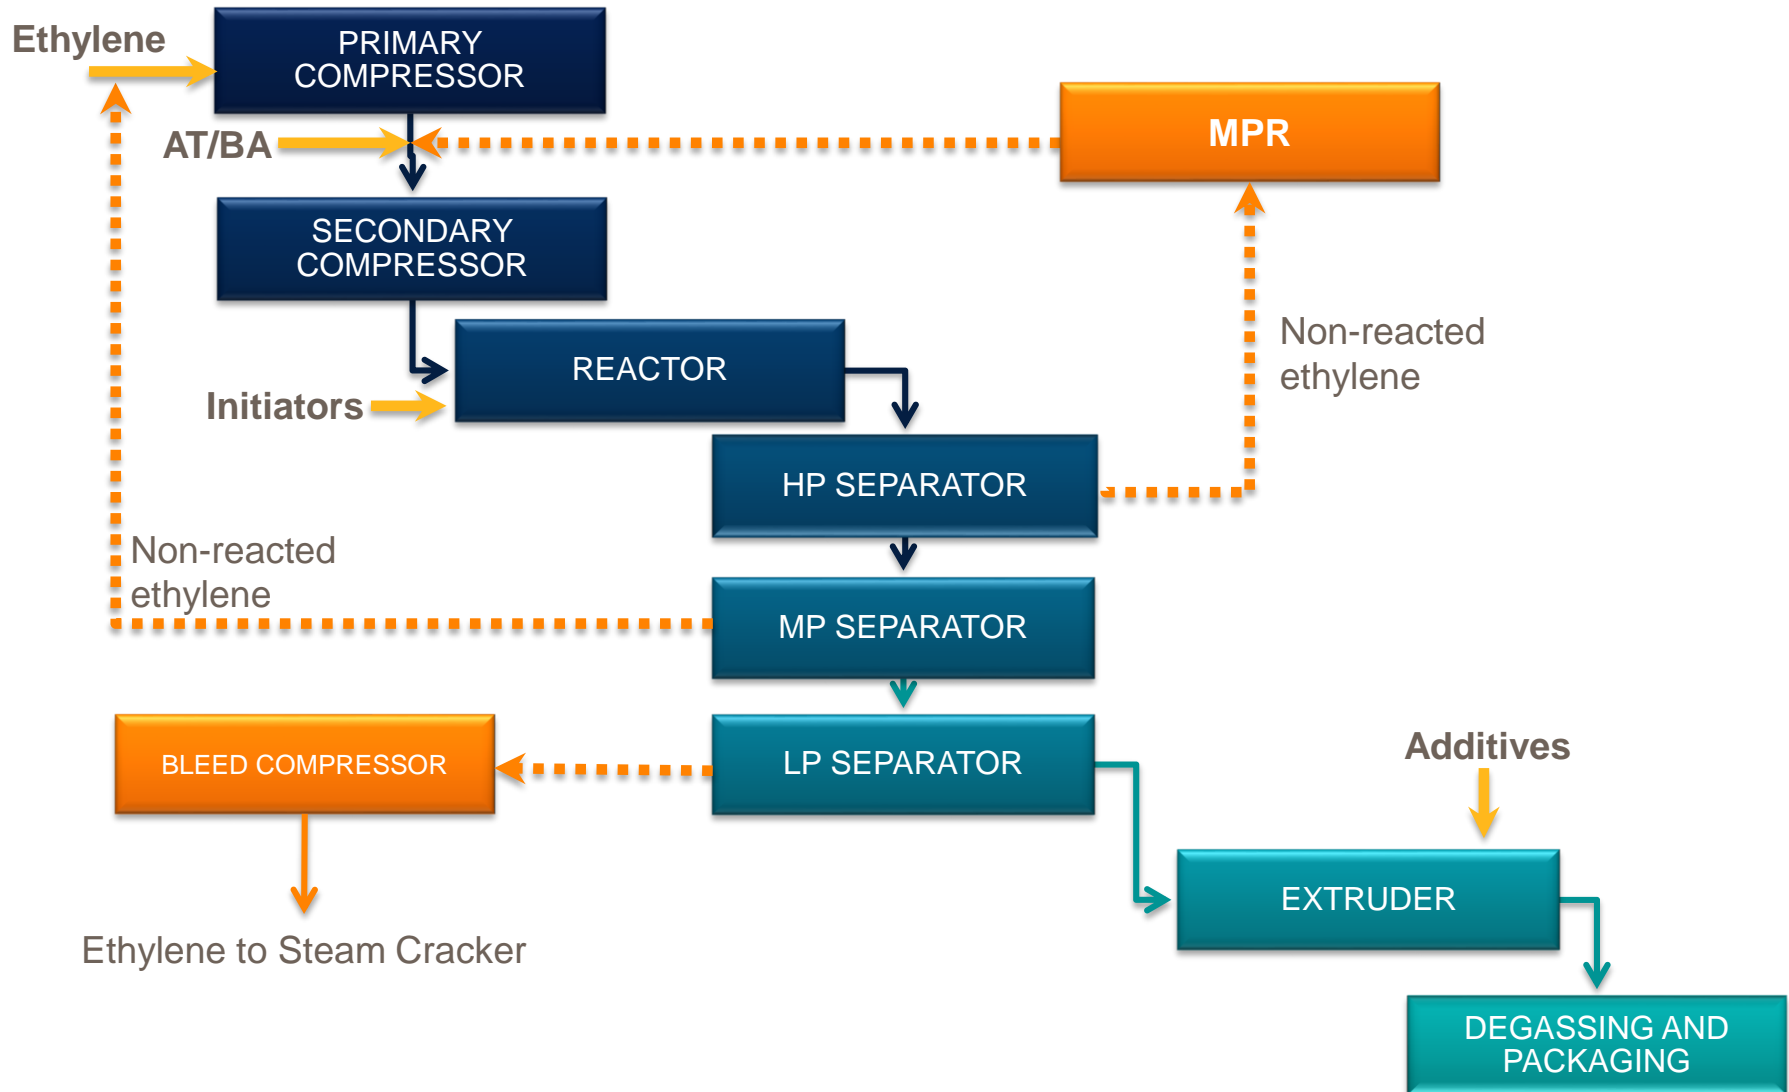 Ethylene
PRIMARY
COMPRESSOR
AT/BA
MPR
SECONDARY
COMPRESSOR
REACTOR
Initiators
Non-reacted
ethylene
HP SEPARATOR
Non-reacted
ethylene
MP SEPARATOR
BLEED COMPRESSOR
LP SEPARATOR
Additives
EXTRUDER
Ethylene to Steam Cracker
DEGASSING AND
PACKAGING